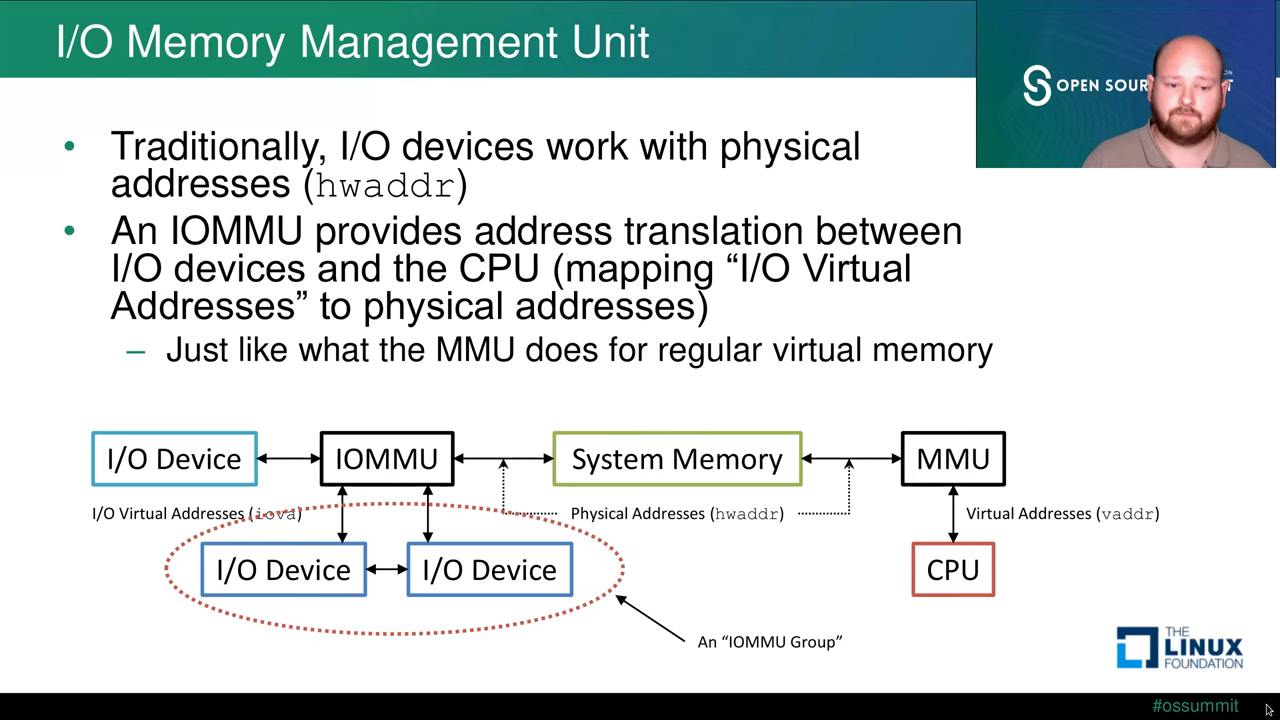 I/O Memory Management Unit
OPEN SOUR
• Traditionally, I/O devices work with physical
addresses (hwaddr)
• An IOMMU provides address translation between
I/O devices and the CPU (mapping “I/O Virtual
Addresses” to physical addresses)
– Just like what the MMU does for regular virtual memory
I/O Device
IOMMU
System Memory
MMU
I/O Virtual Addresses (iova)
Physical Addresses (hwaddr)
Virtual Addresses (vaddr)
I/O Device
I/O Device
CPU
An “IOMMU Group”
THE
LINUX
FOUNDATION
#ossummit